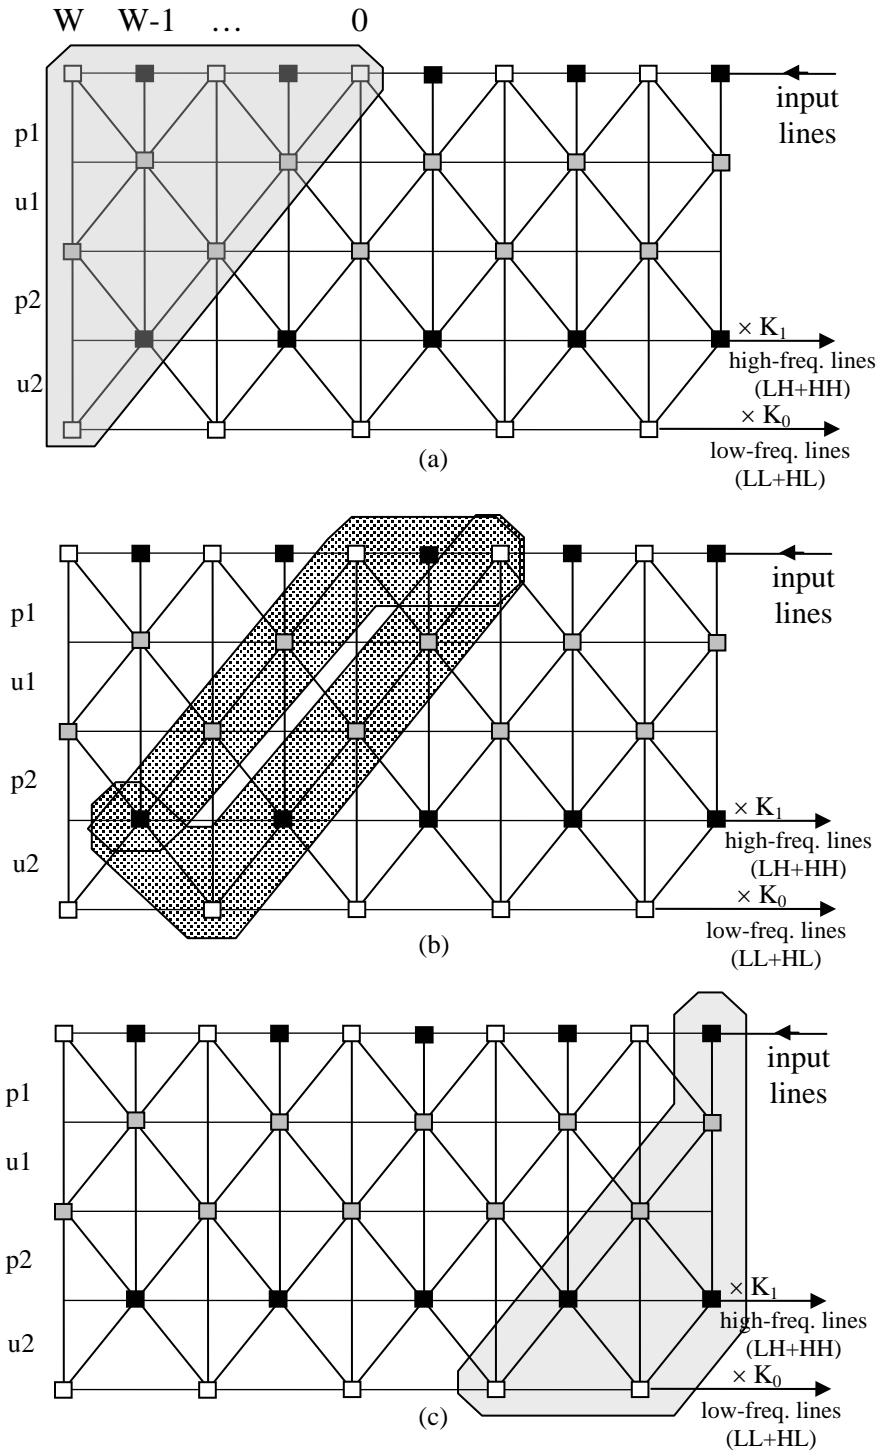 W W-1 ... 0
input
lines
p1
u1
p2
u2
× K₁
high-freq. lines
(LH+HH)
× K₀
low-freq. lines
(LL+HL)
(a)
input
lines
p1
u1
p2
u2
× K₁
high-freq. lines
(LH+HH)
× K₀
low-freq. lines
(LL+HL)
(b)
input
lines
p1
u1
p2
u2
× K₁
high-freq. lines
(LH+HH)
× K₀
low-freq. lines
(LL+HL)
(c)